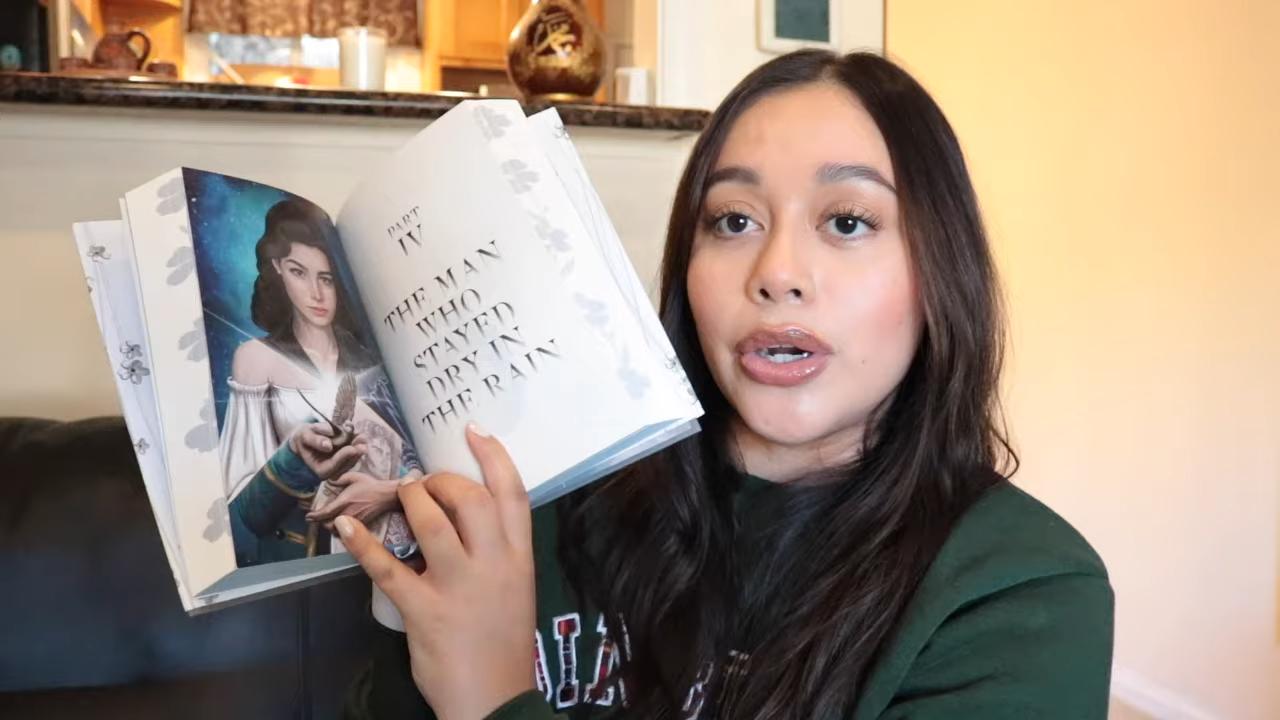 PART
IV
THE MAN
WHO
STAYED
DRY IN
THE RAIN